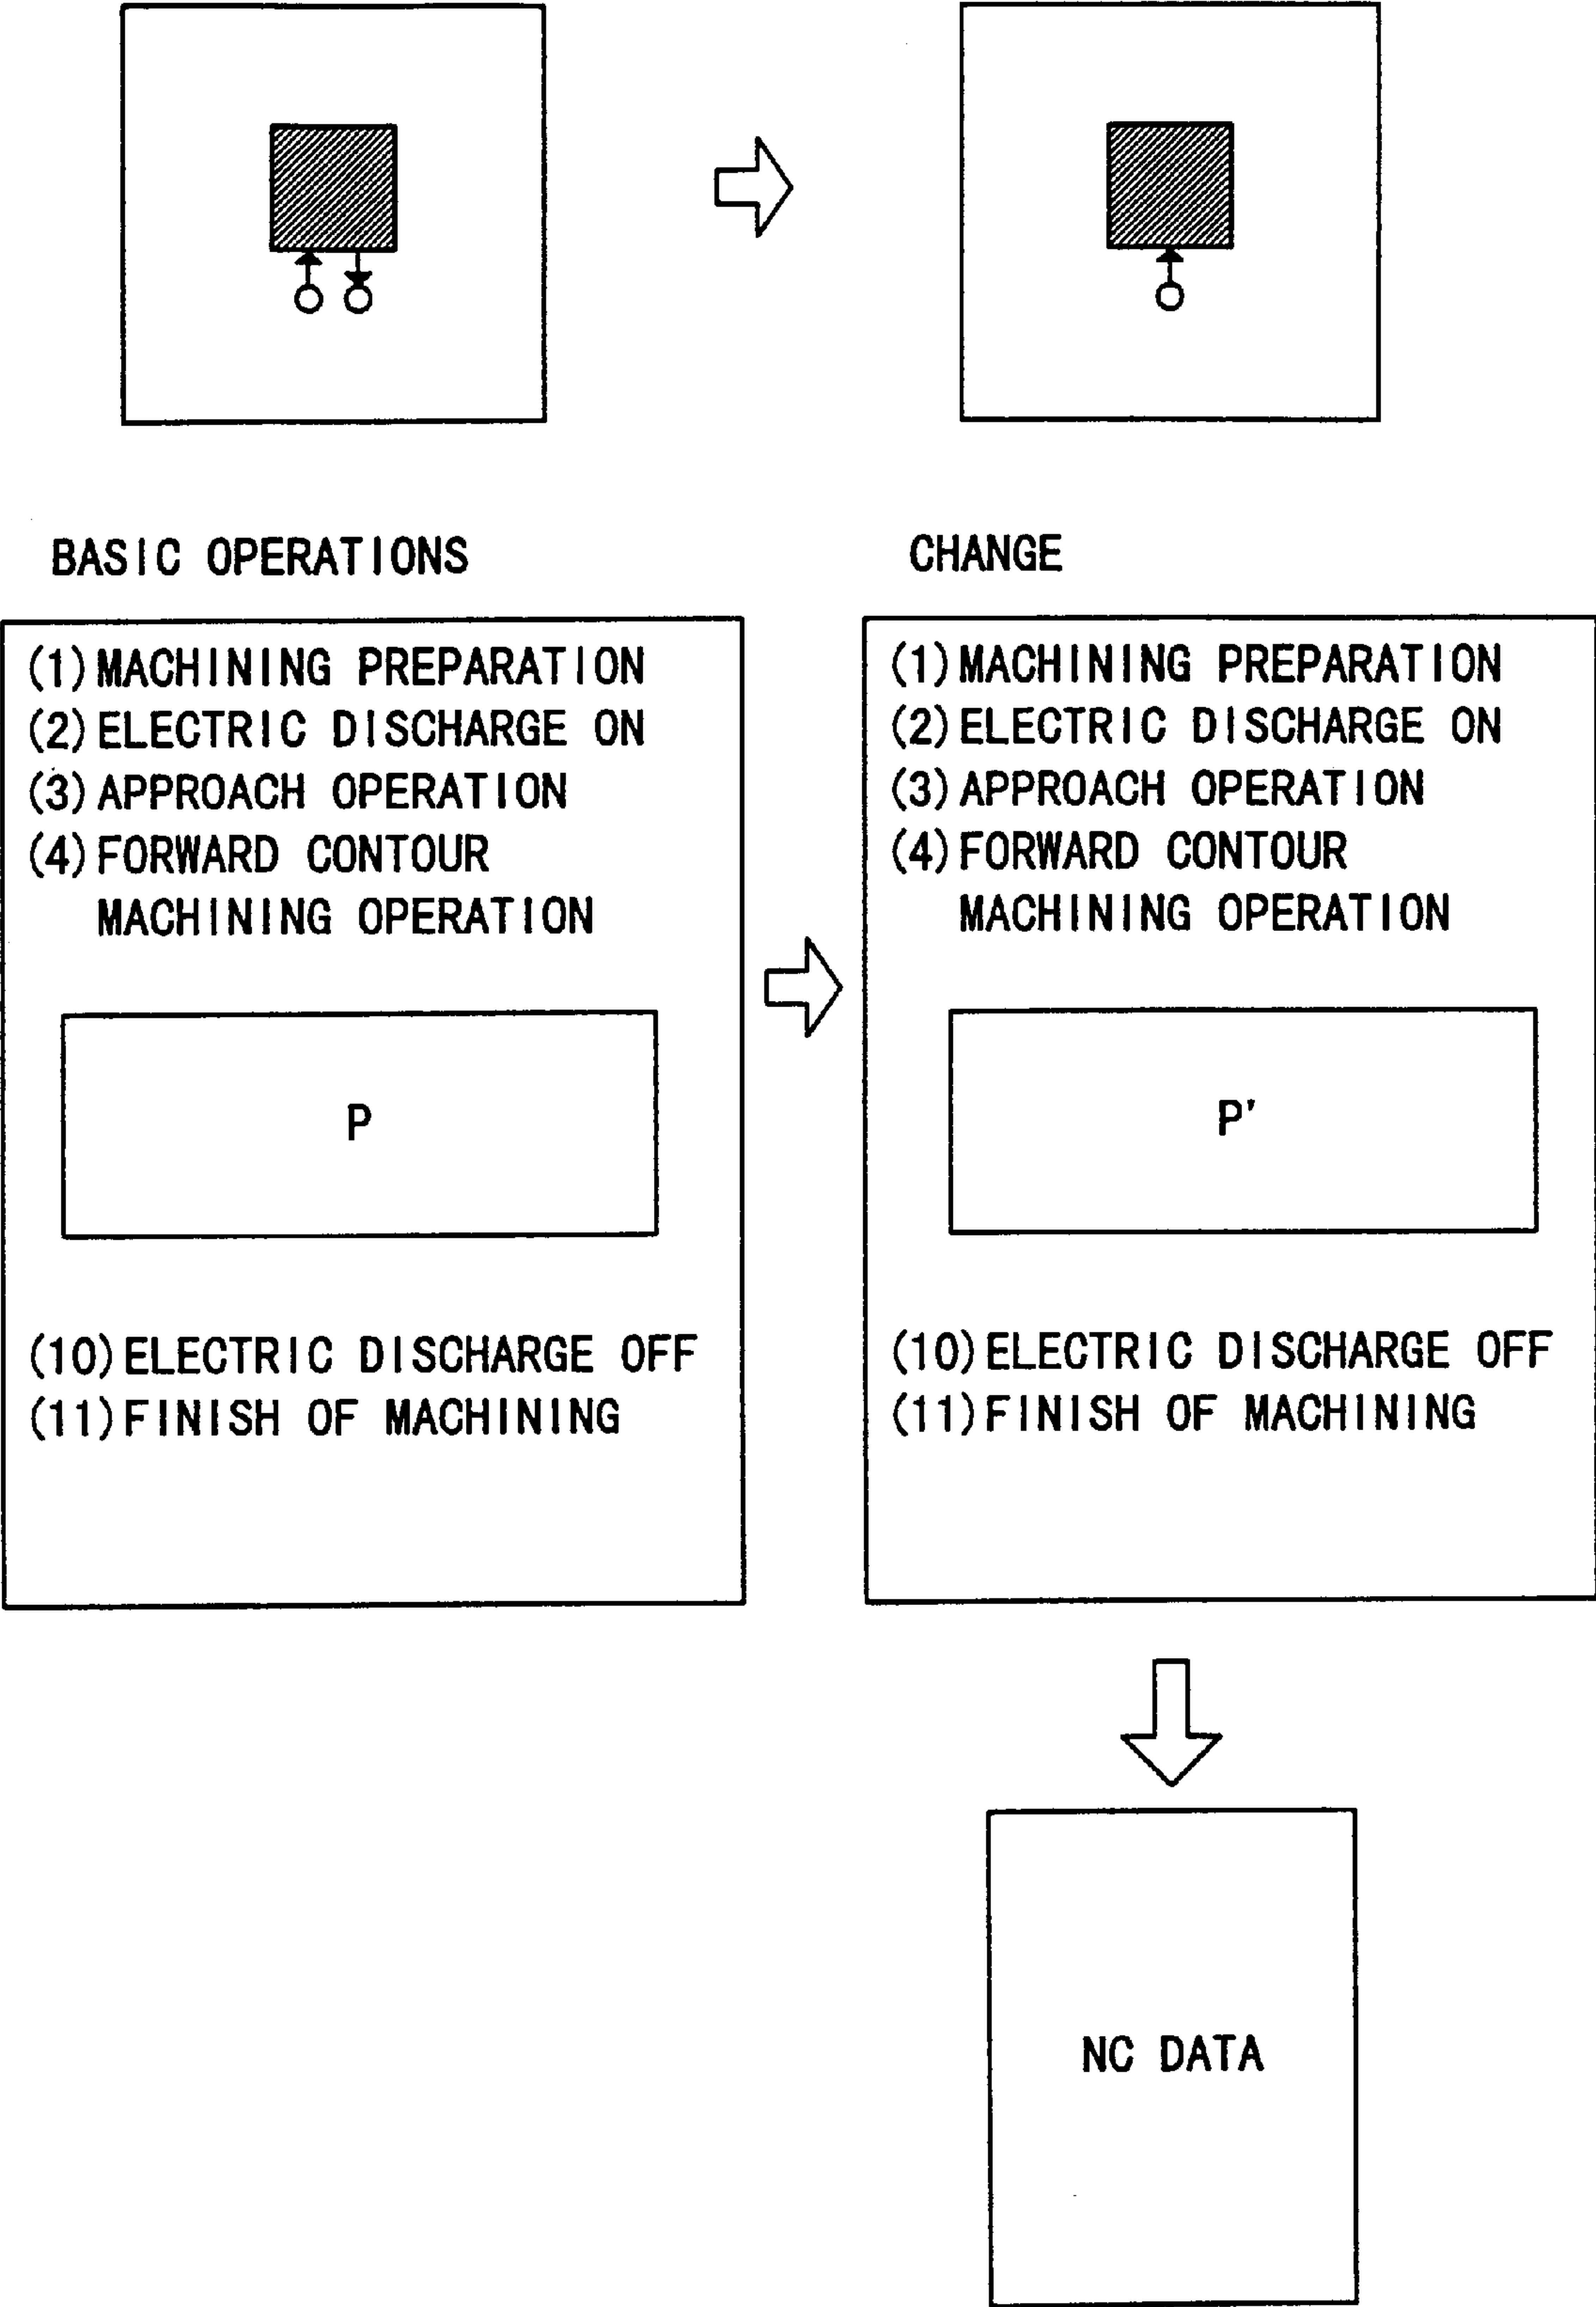 BASIC OPERATIONS
(1) MACHINING PREPARATION
(2) ELECTRIC DISCHARGE ON
(3) APPROACH OPERATION
(4) FORWARD CONTOUR
MACHINING OPERATION
P
(10) ELECTRIC DISCHARGE OFF
(11) FINISH OF MACHINING
CHANGE
(1) MACHINING PREPARATION
(2) ELECTRIC DISCHARGE ON
(3) APPROACH OPERATION
(4) FORWARD CONTOUR
MACHINING OPERATION
P'
(10) ELECTRIC DISCHARGE OFF
(11) FINISH OF MACHINING
NC DATA